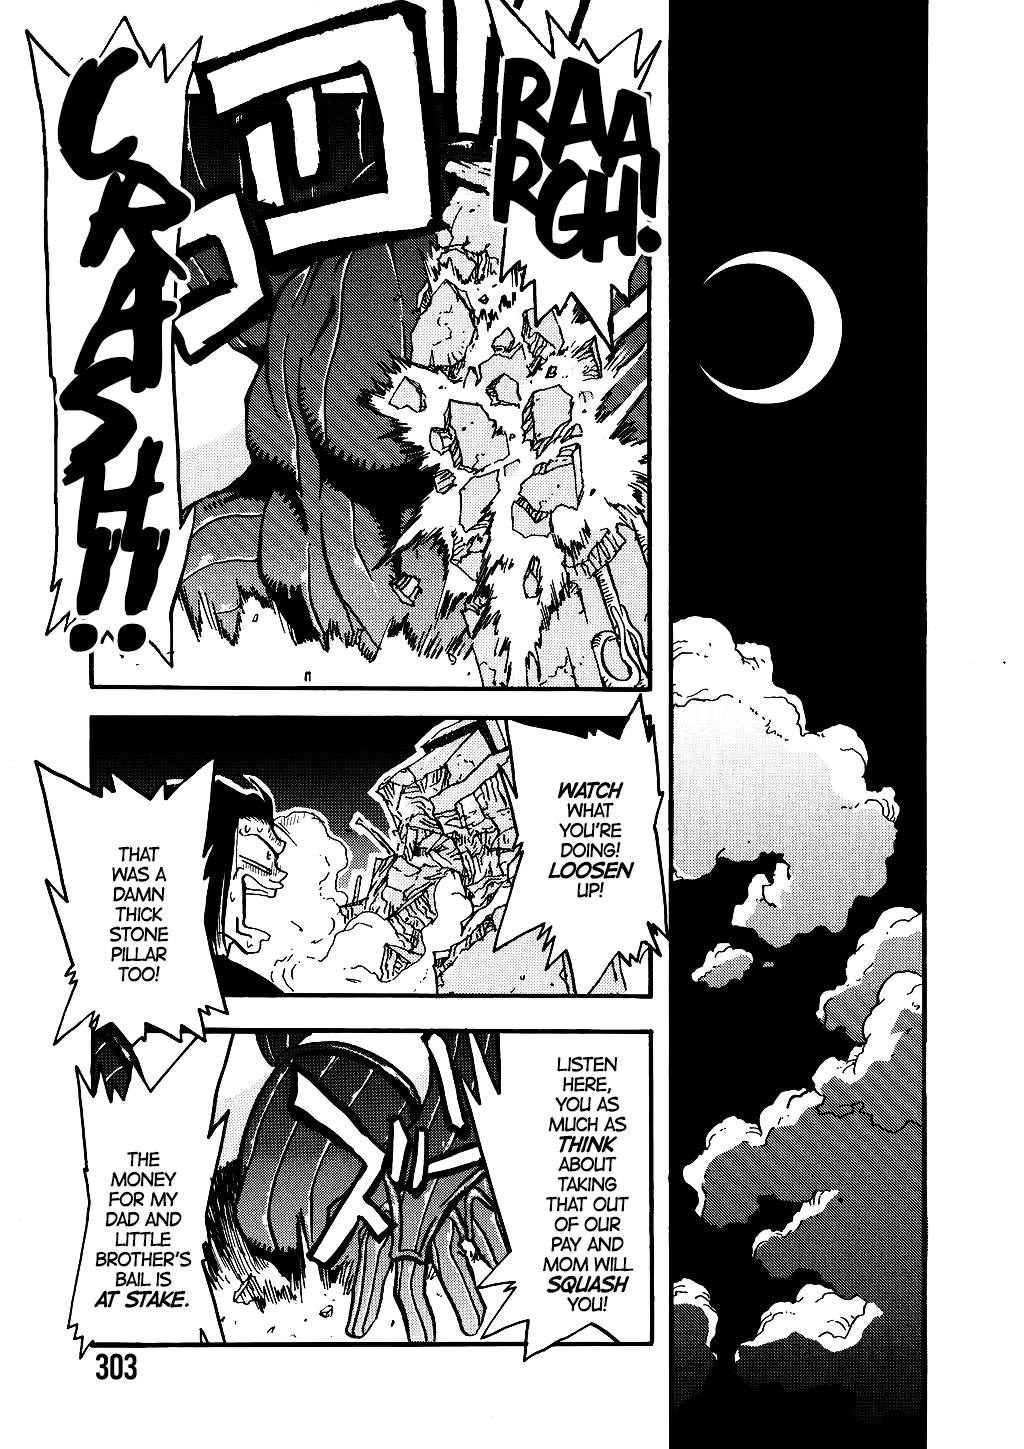 RAA
RGH!
CRASH!!
WATCH
WHAT
YOU'RE
DOING!
LOOSEN
UP!
THAT
WAS A
DAMN
THICK
STONE
PILLAR
TOO!
LISTEN
HERE,
YOU AS
MUCH AS
THINK
ABOUT
TAKING
THAT OUT
OF OUR
PAY AND
MOM WILL
SQUASH
YOU!
THE
MONEY
FOR MY
DAD AND
LITTLE
BROTHER'S
BAIL IS
AT STAKE.
303